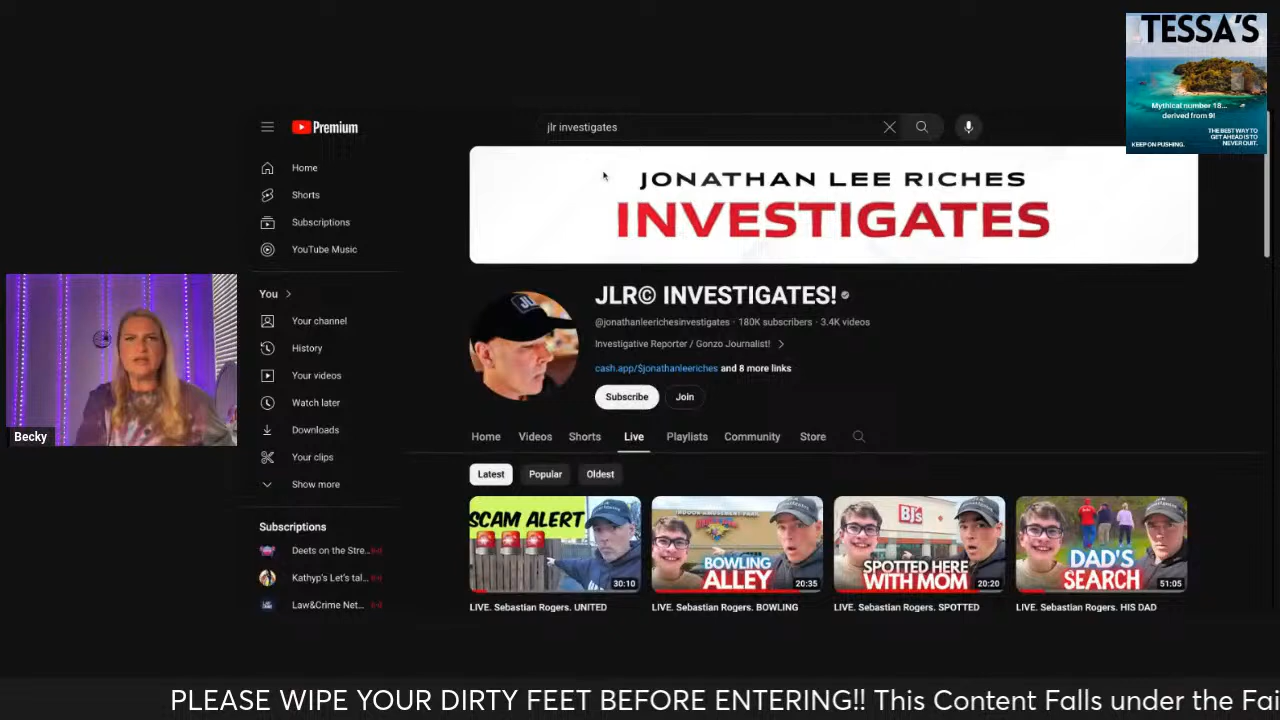 TESSA'S
Mythical number 18...
derived from 9!
THE BEST WAY TO
GET AHEAD IS TO
NEVER QUIT.
KEEP ON PUSHING.
Premium
jlr investigates
Home
Shorts
Subscriptions
YouTube Music
You
Your channel
History
Your videos
Watch later
Downloads
Your clips
Show more
Subscriptions
Deets on the Stre...
Kathyp's Let's tal...
Law&Crime Net...
JONATHAN LEE RICHES
INVESTIGATES
JLR© INVESTIGATES!
@jonathanleerichesinvestigates · 180K subscribers · 3.4K videos
Investigative Reporter / Gonzo Journalist!
cash.app/$jonathanleeriches and 8 more links
Subscribe Join
Home Videos Shorts Live Playlists Community Store
Latest Popular Oldest
SCAM ALERT
30:10
LIVE. Sebastian Rogers. UNITED
BOWLING
ALLEY
20:35
LIVE. Sebastian Rogers. BOWLING
BJ's
SPOTTED HERE
WITH MOM
20:20
LIVE. Sebastian Rogers. SPOTTED
DAD'S
SEARCH
51:05
LIVE. Sebastian Rogers. HIS DAD
Becky
PLEASE WIPE YOUR DIRTY FEET BEFORE ENTERING!! This Content Falls under the Fai